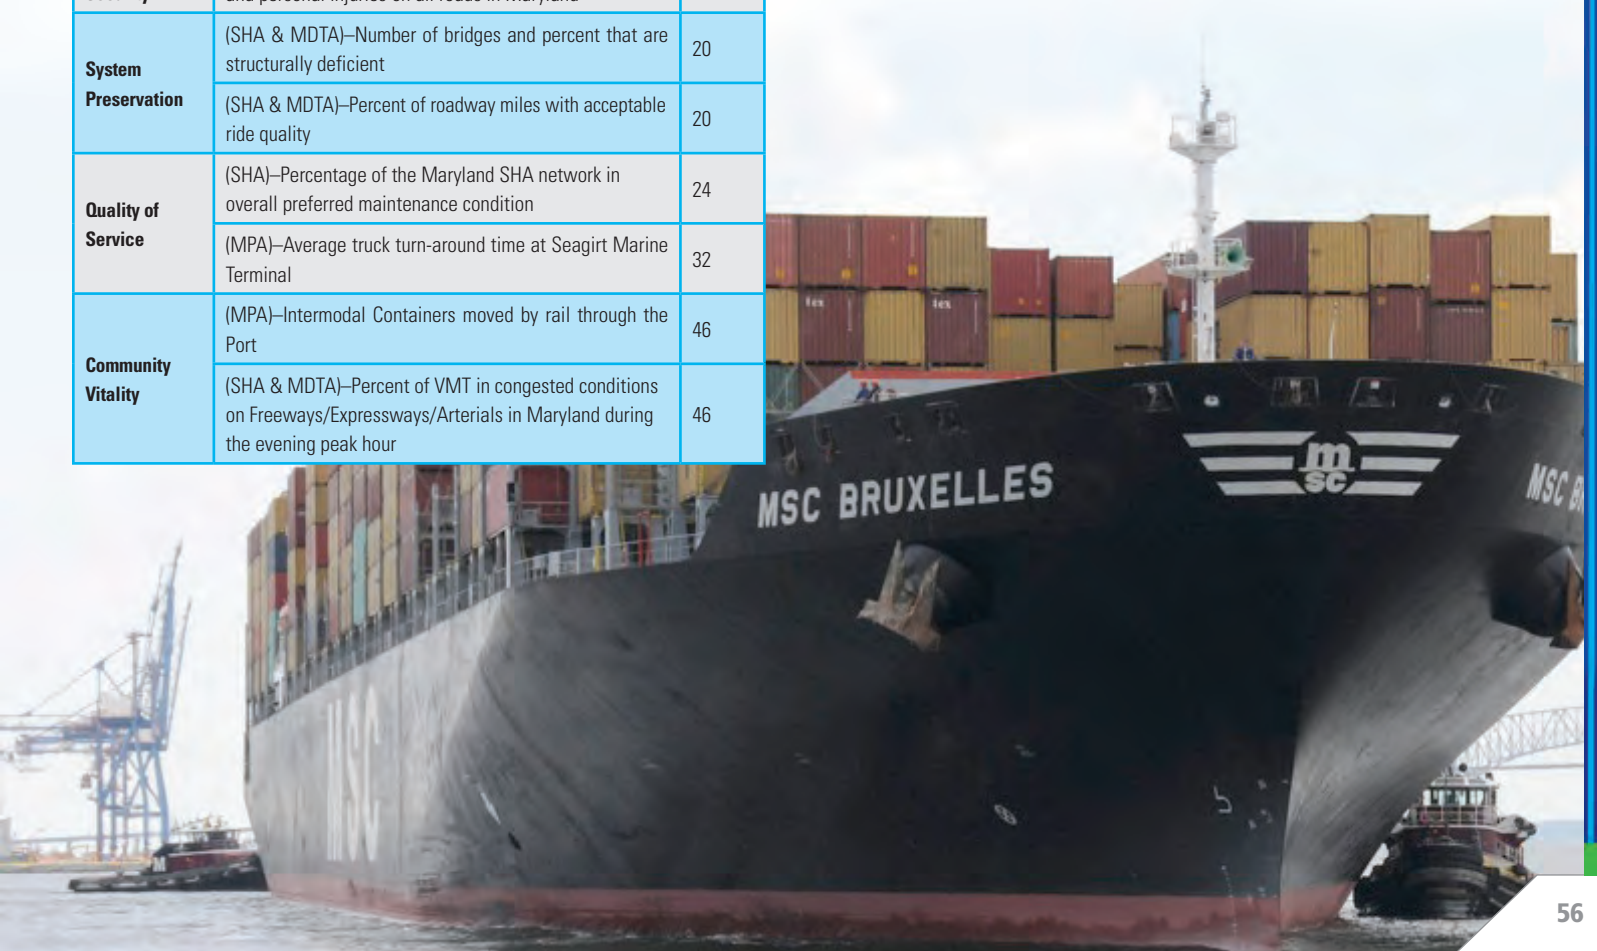 System
Preservation
(SHA & MDTA)–Number of bridges and percent that are
structurally deficient
20
(SHA & MDTA)–Percent of roadway miles with acceptable
ride quality
20
Quality of
Service
(SHA)–Percentage of the Maryland SHA network in
overall preferred maintenance condition
24
(MPA)–Average truck turn-around time at Seagirt Marine
Terminal
32
Community
Vitality
(MPA)–Intermodal Containers moved by rail through the
Port
46
(SHA & MDTA)–Percent of VMT in congested conditions
on Freeways/Expressways/Arterials in Maryland during
the evening peak hour
46
tex
tex
MSC BRUXELLES
m
sc
MSC
MSC
M
56